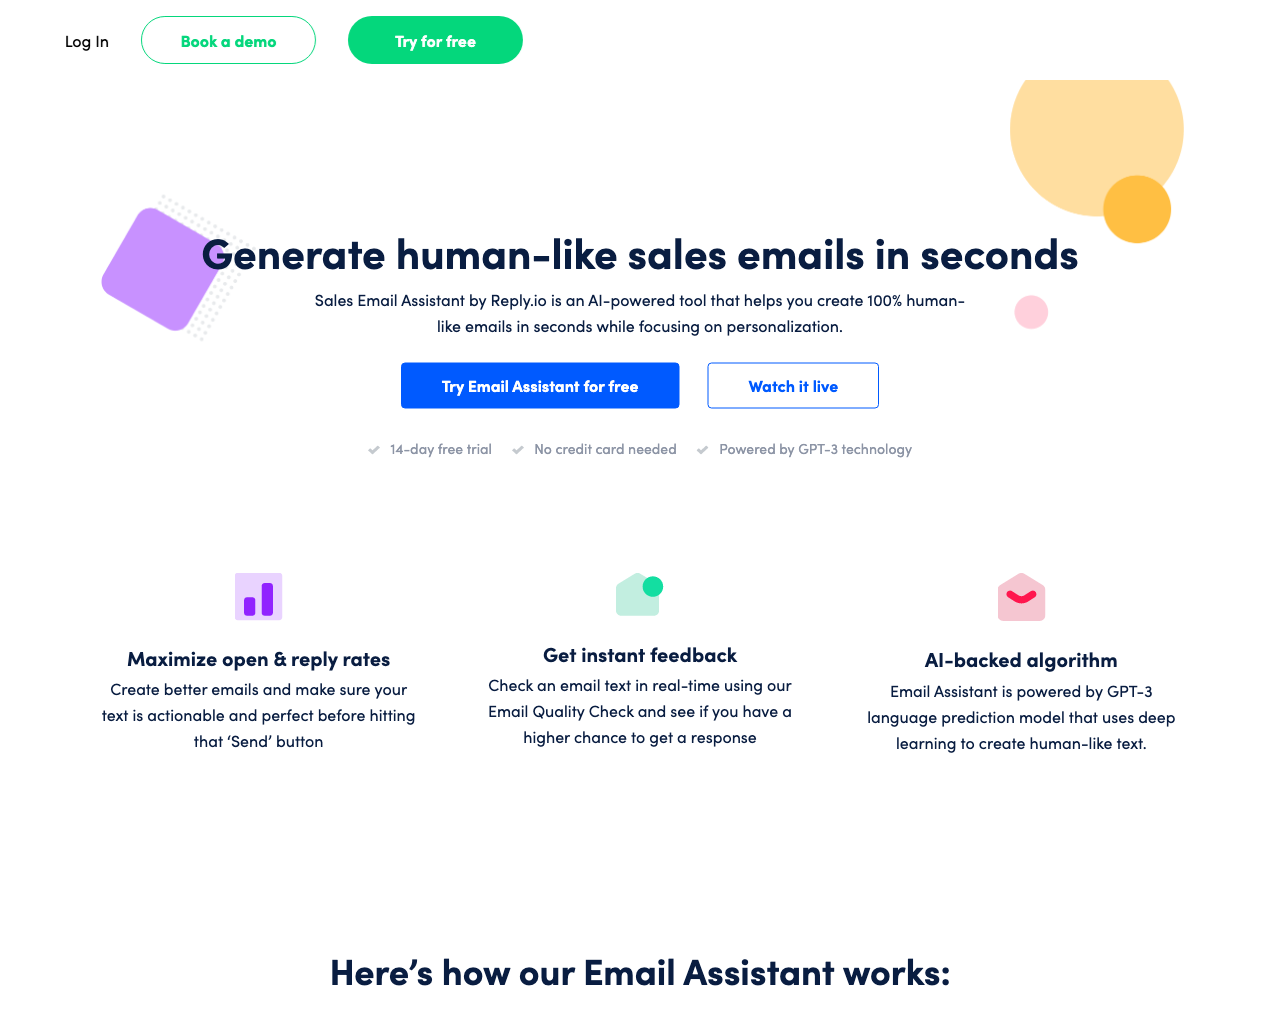 Log In
Book a demo
Try for free
Generate human-like sales emails in seconds
Sales Email Assistant by Reply.io is an AI-powered tool that helps you create 100% human-
like emails in seconds while focusing on personalization.
Try Email Assistant for free
Watch it live
14-day free trial
No credit card needed
Powered by GPT-3 technology
Maximize open & reply rates
Create better emails and make sure your
text is actionable and perfect before hitting
that ‘Send’ button
Get instant feedback
Check an email text in real-time using our
Email Quality Check and see if you have a
higher chance to get a response
AI-backed algorithm
Email Assistant is powered by GPT-3
language prediction model that uses deep
learning to create human-like text.
Here’s how our Email Assistant works: